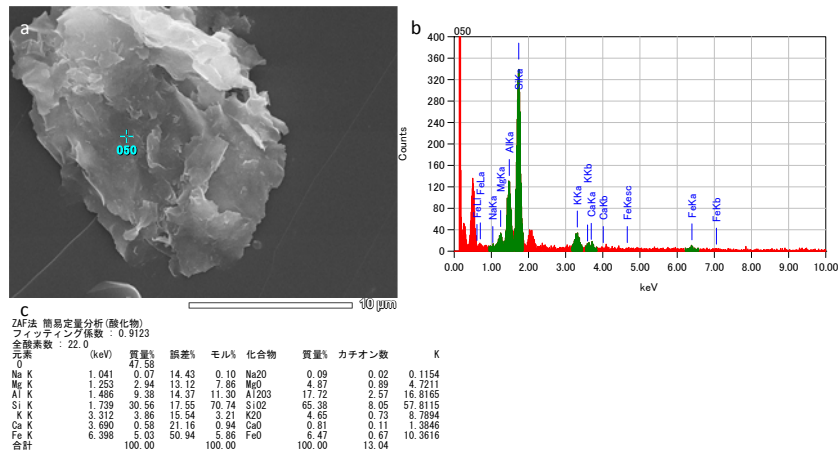 a
050
10 μm
b
050
400
360
320
280
240
200
160
120
80
40
0
Counts
FeLl
FeLa
NaKa
MgKa
AlKa
SiKa
KKa
KKb
CaKa
CaKb
FeKesc
FeKa
FeKb
0.00 1.00 2.00 3.00 4.00 5.00 6.00 7.00 8.00 9.00 10.00
keV
c
ZAF法 簡易定量分析(酸化物)
フィッティング係数 : 0.9123
全酸素数 : 22.0
元素 (keV) 質量% 誤差% モル% 化合物 質量% カチオン数 K
O 47.58
Na K 1.041 0.07 14.43 0.10 Na2O 0.09 0.02 0.1154
Mg K 1.253 2.94 13.12 7.86 MgO 4.87 0.89 4.7211
Al K 1.486 9.38 14.37 11.30 Al2O3 17.72 2.57 16.8165
Si K 1.739 30.56 17.55 70.74 SiO2 65.38 8.05 57.8115
K K 3.312 3.86 15.54 3.21 K2O 4.65 0.73 8.7894
Ca K 3.690 0.58 21.16 0.94 CaO 0.81 0.11 1.3846
Fe K 6.398 5.03 50.94 5.86 FeO 6.47 0.67 10.3616
合計 100.00 100.00 100.00 13.04